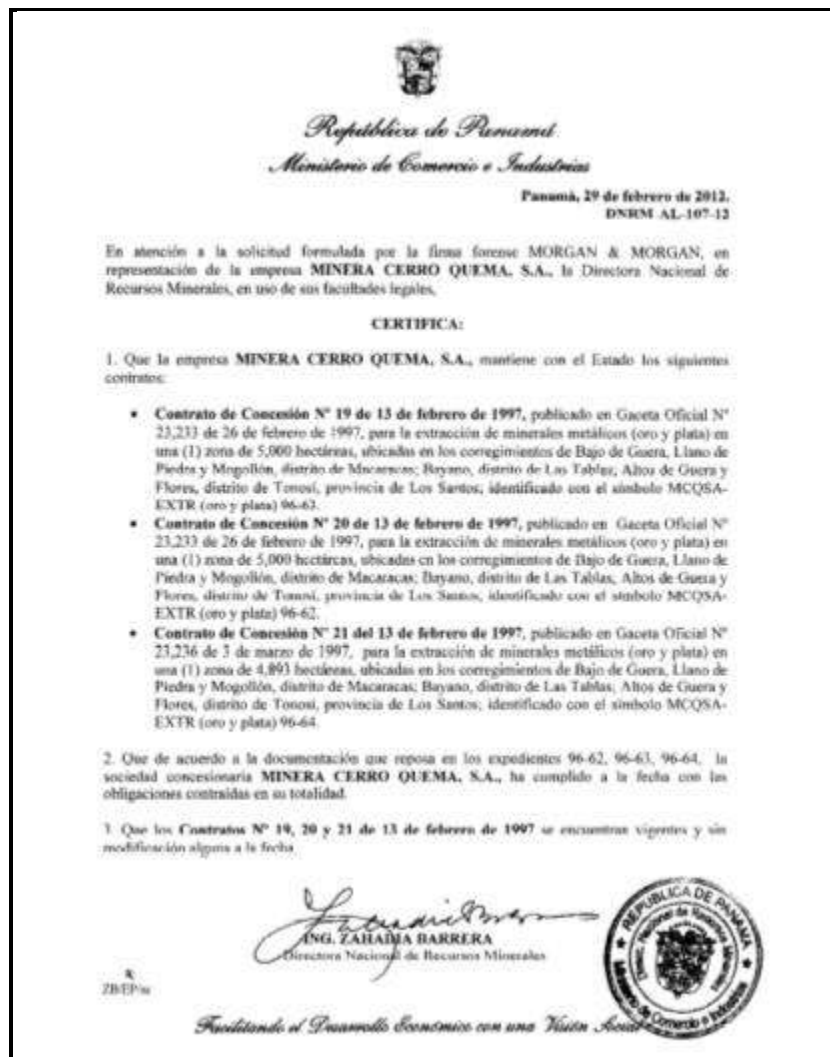 República de Panamá
Ministerio de Comercio e Industrias
Panamá, 29 de febrero de 2012.
DNRM-AL-107-12
En atención a la solicitud formulada por la firma forense MORGAN & MORGAN, en
representación de la empresa MINERA CERRO QUEMA, S.A., la Directora Nacional de
Recursos Minerales, en uso de sus facultades legales,
CERTIFICA:
1. Que la empresa MINERA CERRO QUEMA, S.A., mantiene con el Estado los siguientes
contratos:
• Contrato de Concesión N° 19 de 13 de febrero de 1997, publicado en Gaceta Oficial N°
23,233 de 26 de febrero de 1997, para la extracción de minerales metálicos (oro y plata) en
una (1) zona de 5,000 hectáreas, ubicadas en los corregimientos de Bajo de Guera, Llano de
Piedra y Mogollón, distrito de Macaracas; Bayano, distrito de Las Tablas; Altos de Guera y
Flores, distrito de Tonosí, provincia de Los Santos; identificado con el símbolo MCQSA-
EXTR (oro y plata) 96-63.
• Contrato de Concesión N° 20 de 13 de febrero de 1997, publicado en Gaceta Oficial N°
23,233 de 26 de febrero de 1997, para la extracción de minerales metálicos (oro y plata) en
una (1) zona de 5,000 hectáreas, ubicadas en los corregimientos de Bajo de Guera, Llano de
Piedra y Mogollón, distrito de Macaracas; Bayano, distrito de Las Tablas; Altos de Guera y
Flores, distrito de Tonosí, provincia de Los Santos; identificado con el símbolo MCQSA-
EXTR (oro y plata) 96-62.
• Contrato de Concesión N° 21 del 13 de febrero de 1997, publicado en Gaceta Oficial N°
23,236 de 3 de marzo de 1997, para la extracción de minerales metálicos (oro y plata) en
una (1) zona de 4,893 hectáreas, ubicadas en los corregimientos de Bajo de Guera, Llano de
Piedra y Mogollón, distrito de Macaracas; Bayano, distrito de Las Tablas; Altos de Guera y
Flores, distrito de Tonosí, provincia de Los Santos; identificado con el símbolo MCQSA-
EXTR (oro y plata) 96-64.
2. Que de acuerdo a la documentación que reposa en los expedientes 96-62, 96-63, 96-64, la
sociedad concesionaria MINERA CERRO QUEMA, S.A., ha cumplido a la fecha con las
obligaciones contraídas en su totalidad.
3. Que los Contratos N° 19, 20 y 21 de 13 de febrero de 1997 se encuentran vigentes y sin
modificación alguna a la fecha.
ING. ZAHADIA BARRERA
Directora Nacional de Recursos Minerales
REPUBLICA DE PANAMA
Direc. Nacional de Recursos Minerales
Ministerio de Comercio e Industrias
ZB/EP/
Facilitando el Desarrollo Económico con una Visión Social